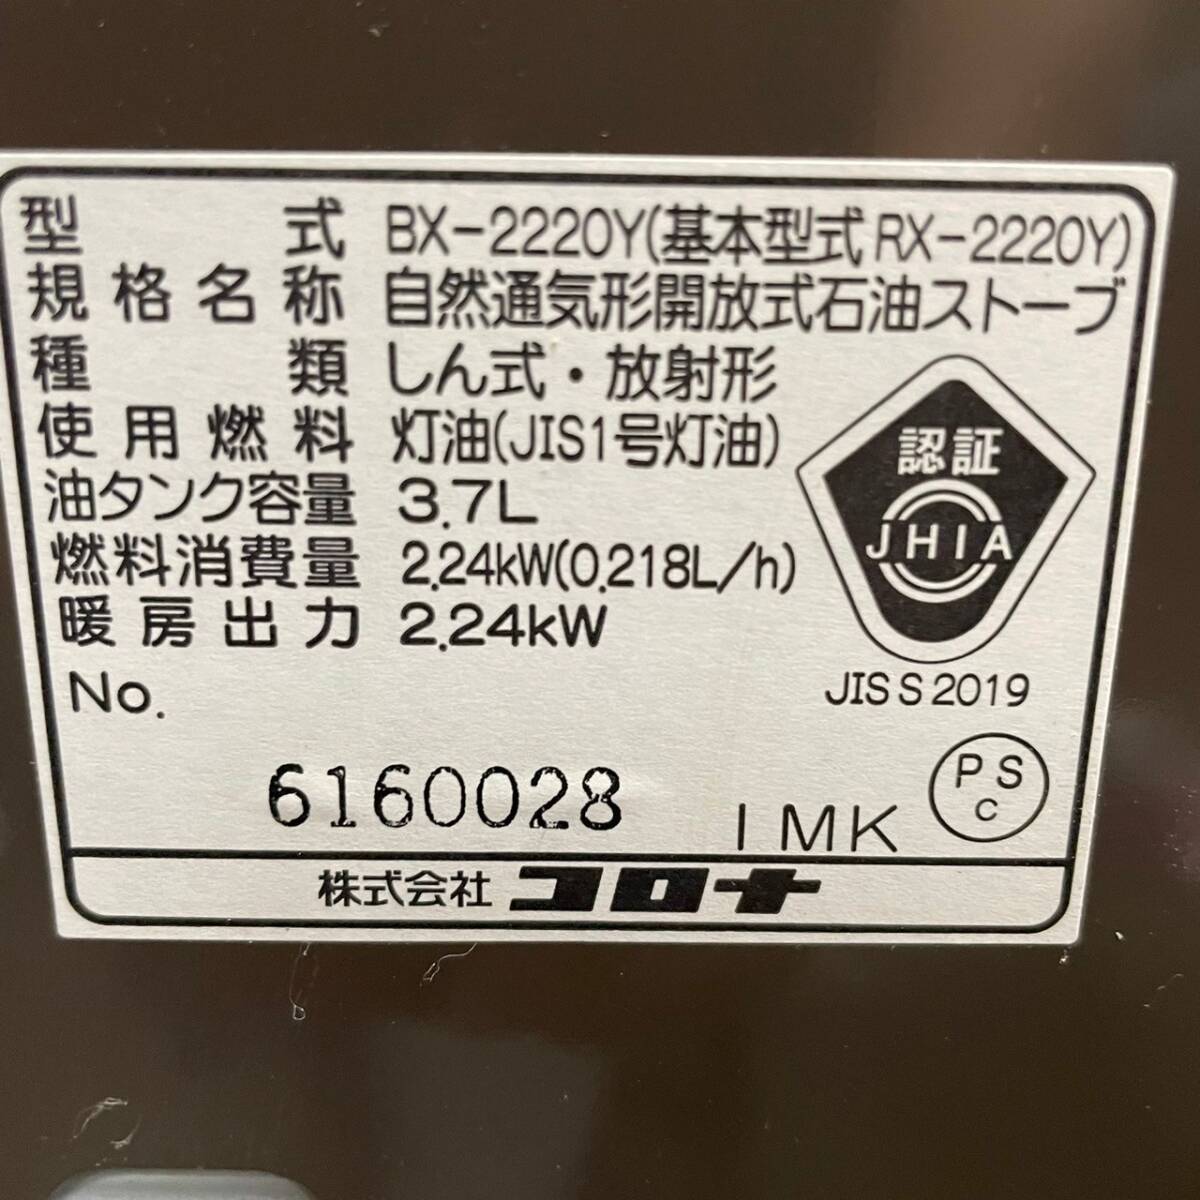 型式 BX-2220Y(基本型式 RX-2220Y)
規格名称 自然通気形開放式石油ストーブ
種類 しん式・放射形
使用燃料 灯油(JIS1号灯油)
油タンク容量 3.7L
燃料消費量 2.24kW(0.218L/h)
暖房出力 2.24kW
認証
JHIA
JIS S 2019
No.
6160028
IMK
PS
C
株式会社 コロナ